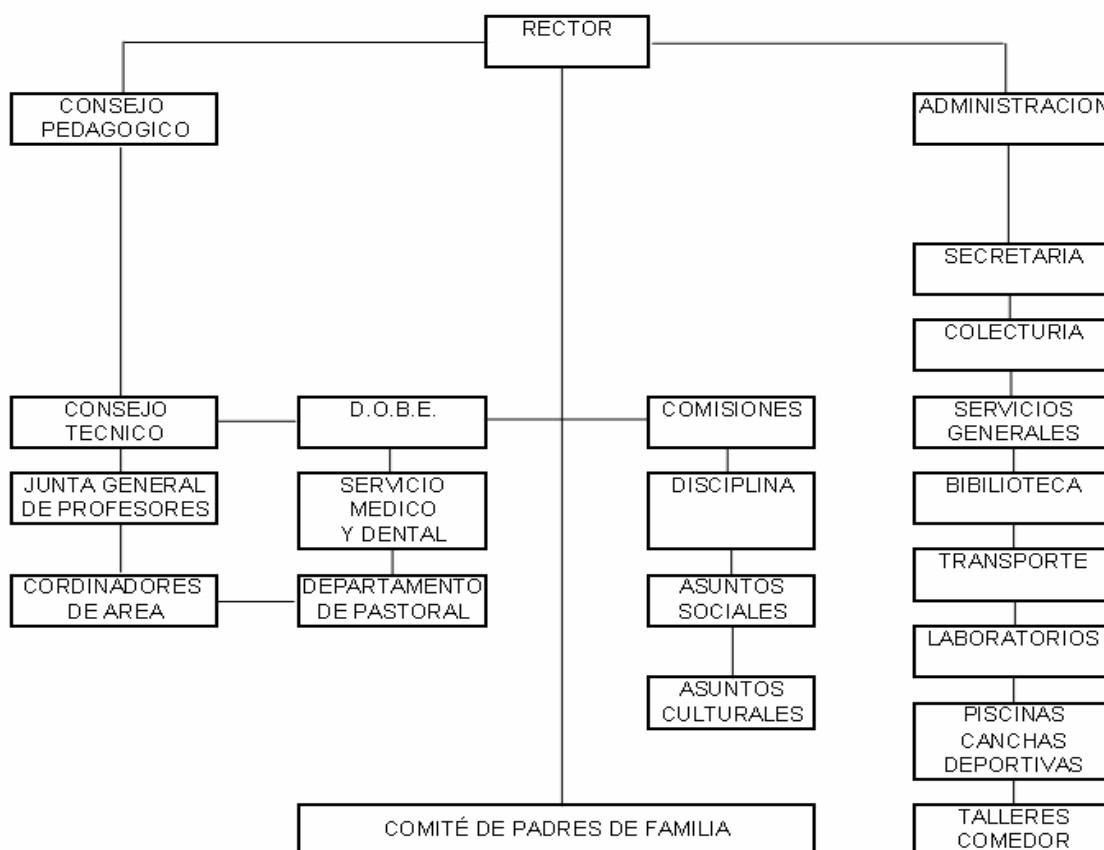 RECTOR
CONSEJO
PEDAGOGICO
ADMINISTRACION
SECRETARIA
COLECTURIA
CONSEJO
TECNICO
D.O.B.E.
COMISIONES
SERVICIOS
GENERALES
JUNTA GENERAL
DE PROFESORES
SERVICIO
MEDICO
Y DENTAL
DISCIPLINA
BIBILIOTECA
TRANSPORTE
CORDINADORES
DE AREA
DEPARTAMENTO
DE PASTORAL
ASUNTOS
SOCIALES
LABORATORIOS
ASUNTOS
CULTURALES
PISCINAS
CANCHAS
DEPORTIVAS
COMITÉ DE PADRES DE FAMILIA
TALLERES
COMEDOR